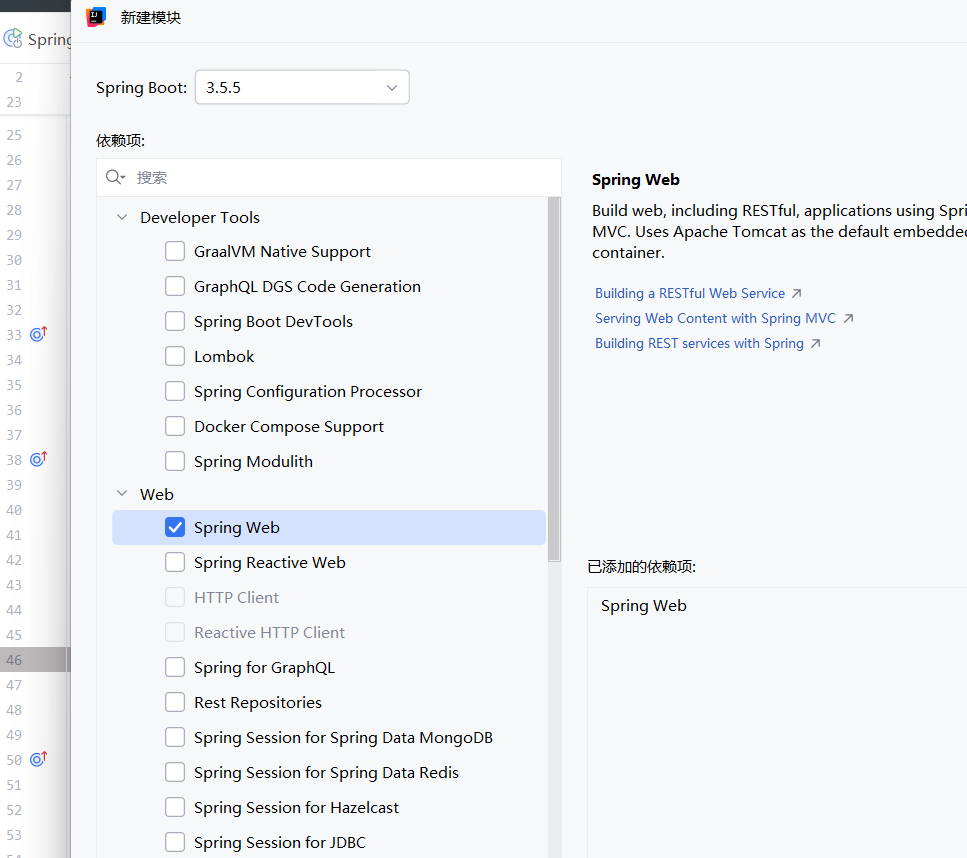 新建模块
Spring
Spring Boot:
3.5.5
依赖项:
搜索
Developer Tools
GraalVM Native Support
GraphQL DGS Code Generation
Spring Boot DevTools
Lombok
Spring Configuration Processor
Docker Compose Support
Spring Modulith
Web
Spring Web
Spring Reactive Web
HTTP Client
Reactive HTTP Client
Spring for GraphQL
Rest Repositories
Spring Session for Spring Data MongoDB
Spring Session for Spring Data Redis
Spring Session for Hazelcast
Spring Session for JDBC
Spring Web
Build web, including RESTful, applications using Spri
MVC. Uses Apache Tomcat as the default embedded
container.
Building a RESTful Web Service
Serving Web Content with Spring MVC
Building REST services with Spring
已添加的依赖项:
Spring Web
2
23
25
26
27
28
29
30
31
32
33
34
35
36
37
38
39
40
41
42
43
44
45
46
47
48
49
50
51
52
53